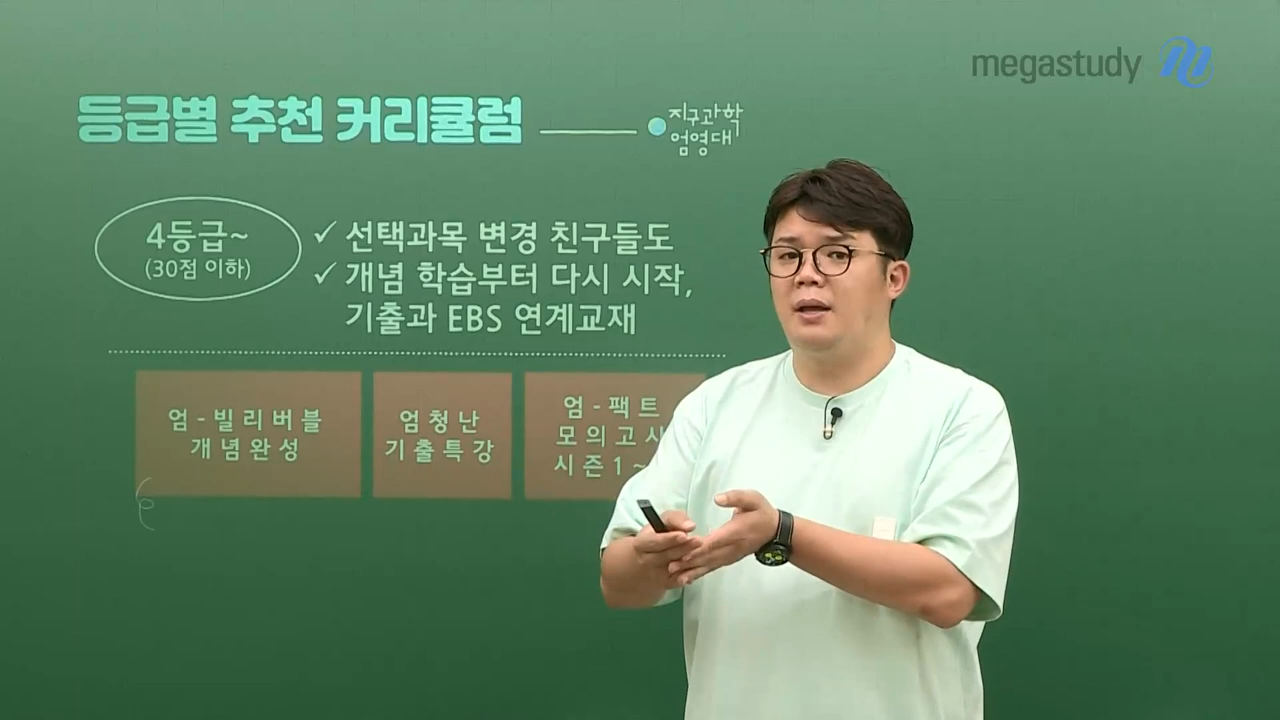 megastudy
등급별 추천 커리큘럼
지구과학
엄영대
4등급~
(30점 이하)
✓ 선택과목 변경 친구들도
✓ 개념 학습부터 다시 시작,
기출과 EBS 연계교재
엄-빌리버블
개념완성
엄청난
기출특강
엄-팩트
모의고사
시즌1~